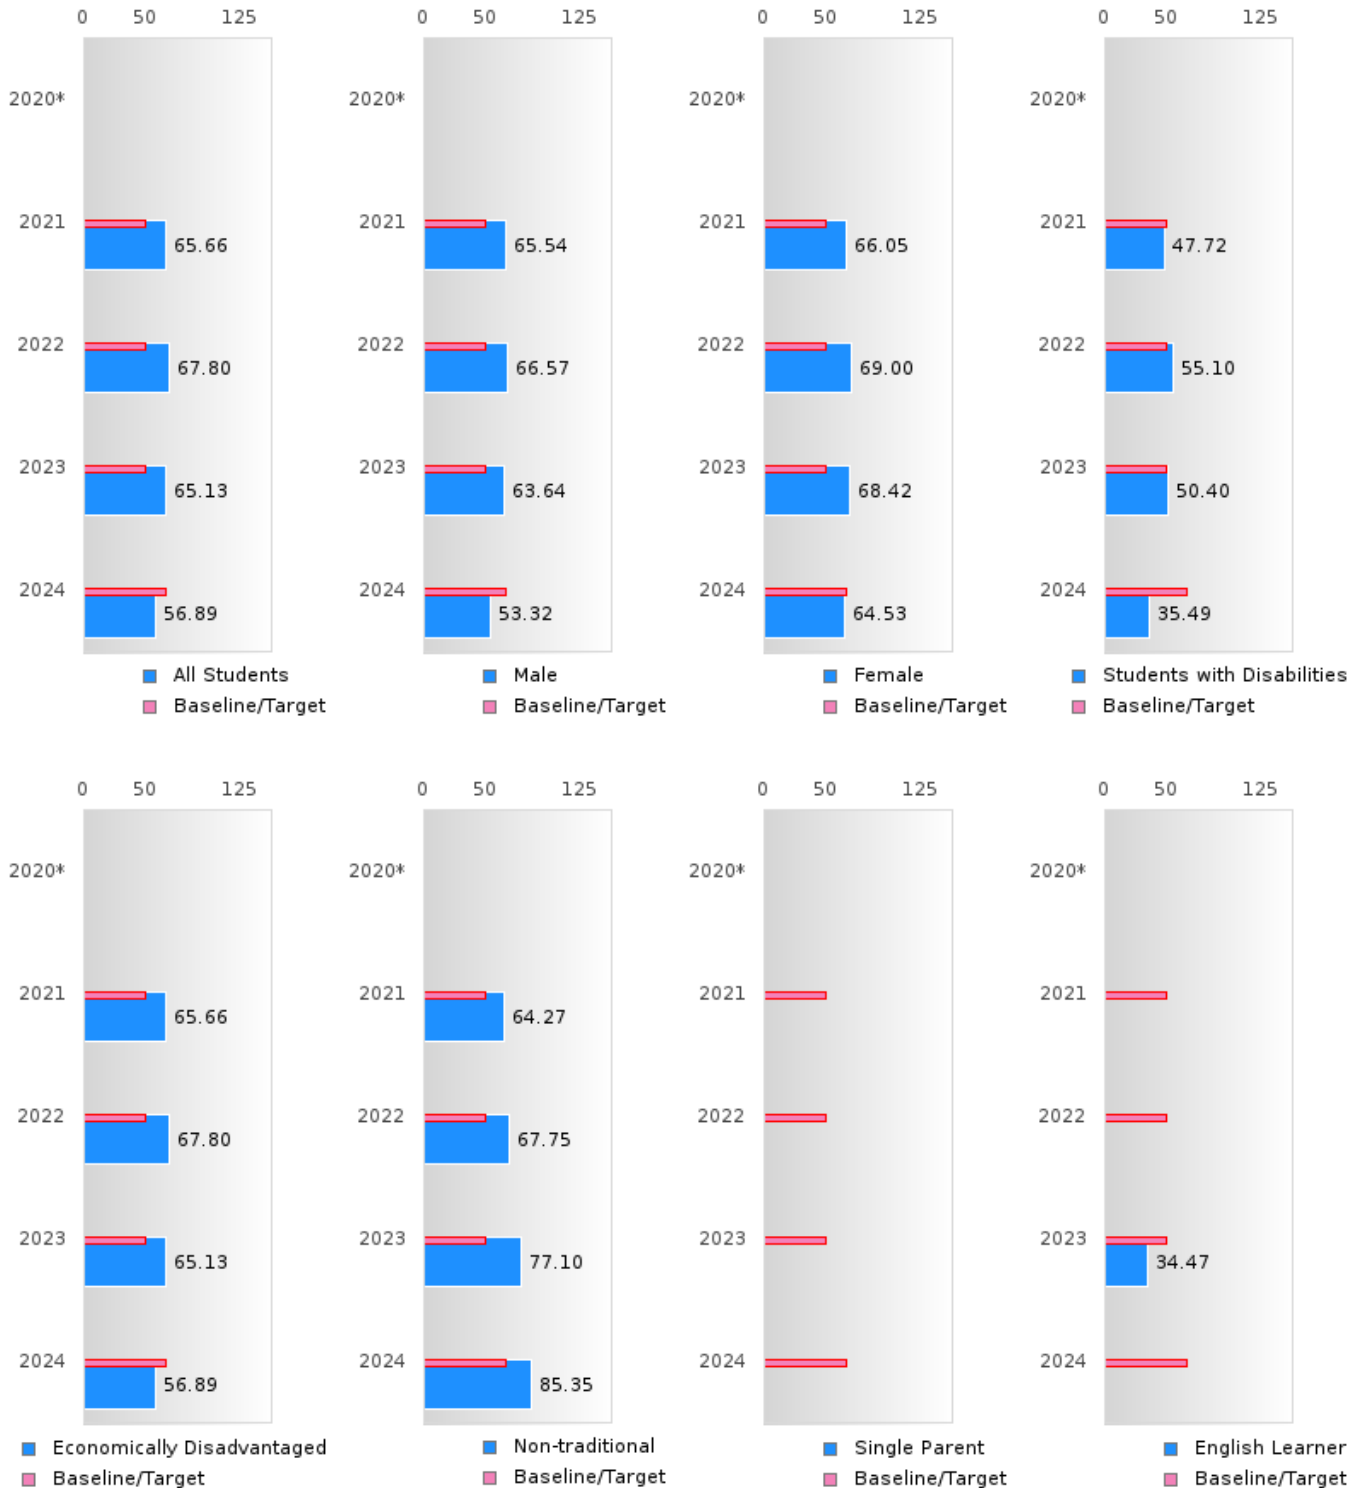 0 50 125 0 50 125 0 50 125 0 50 125
2020* 2020* 2020* 2020*
2021 2021 2021 2021
65.66 65.54 66.05 47.72
2022 2022 2022 2022
67.80 66.57 69.00 55.10
2023 2023 2023 2023
65.13 63.64 68.42 50.40
2024 2024 2024 2024
56.89 53.32 64.53 35.49
All Students Male Female Students with Disabilities
Baseline/Target Baseline/Target Baseline/Target Baseline/Target
0 50 125 0 50 125 0 50 125 0 50 125
2020* 2020* 2020* 2020*
2021 2021 2021 2021
65.66 64.27
2022 2022 2022 2022
67.80 67.75
2023 2023 2023 2023
65.13 77.10 34.47
2024 2024 2024 2024
56.89 85.35
Economically Disadvantaged Non-traditional Single Parent English Learner
Baseline/Target Baseline/Target Baseline/Target Baseline/Target